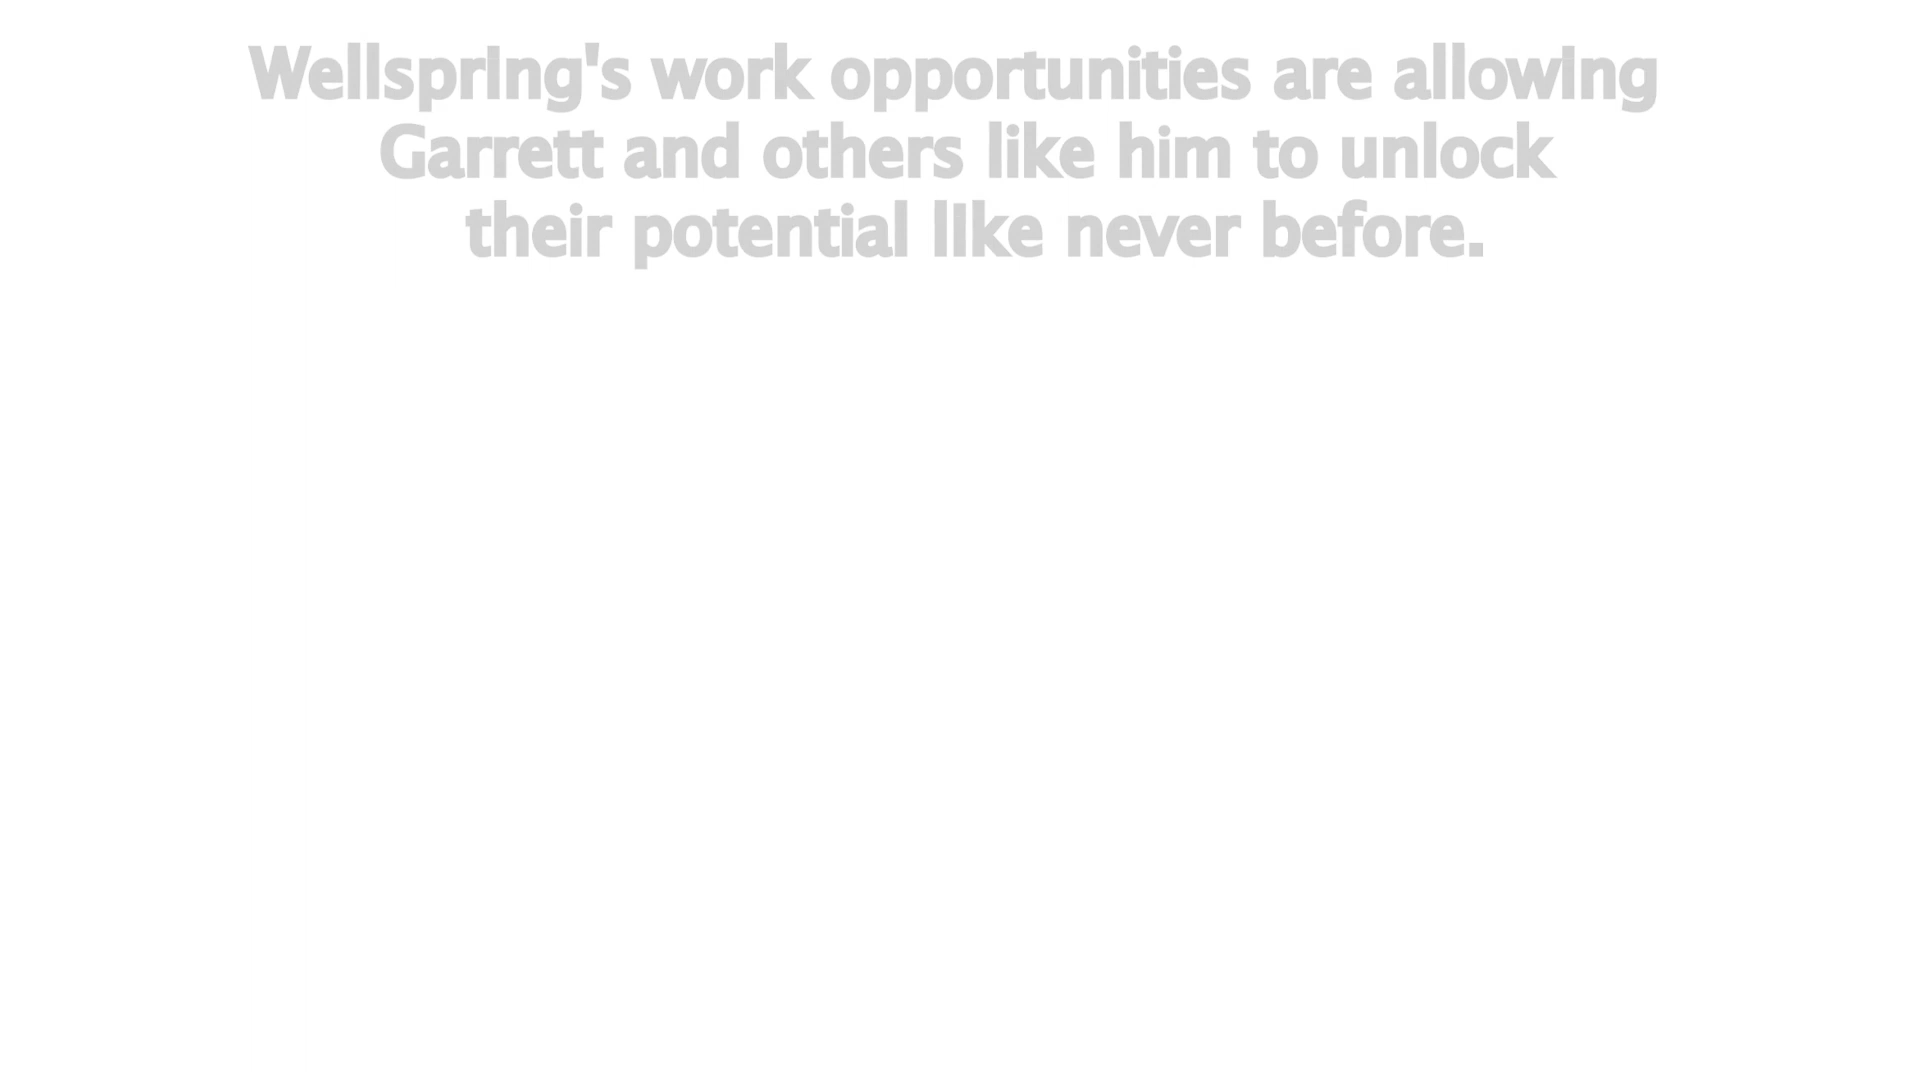 Wellspring's work opportunities are allowing
Garrett and others like him to unlock
their potential like never before.